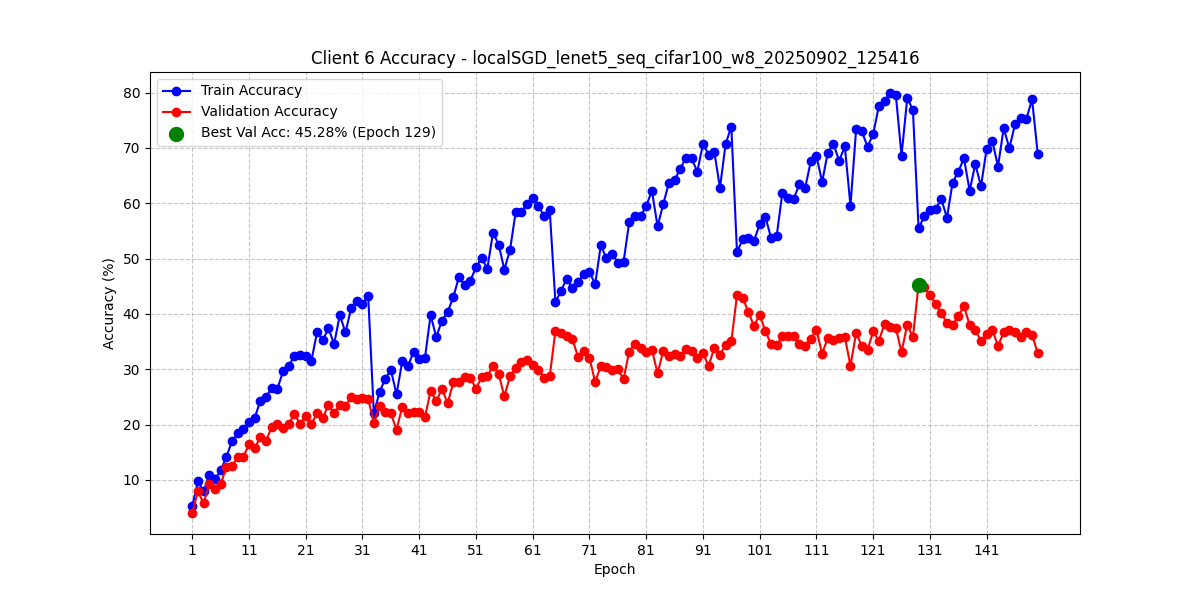 Client 6 Accuracy - localSGD_lenet5_seq_cifar100_w8_20250902_125416
Train Accuracy
Validation Accuracy
Best Val Acc: 45.28% (Epoch 129)
Accuracy (%)
80
70
60
50
40
30
20
10
1 11 21 31 41 51 61 71 81 91 101 111 121 131 141
Epoch